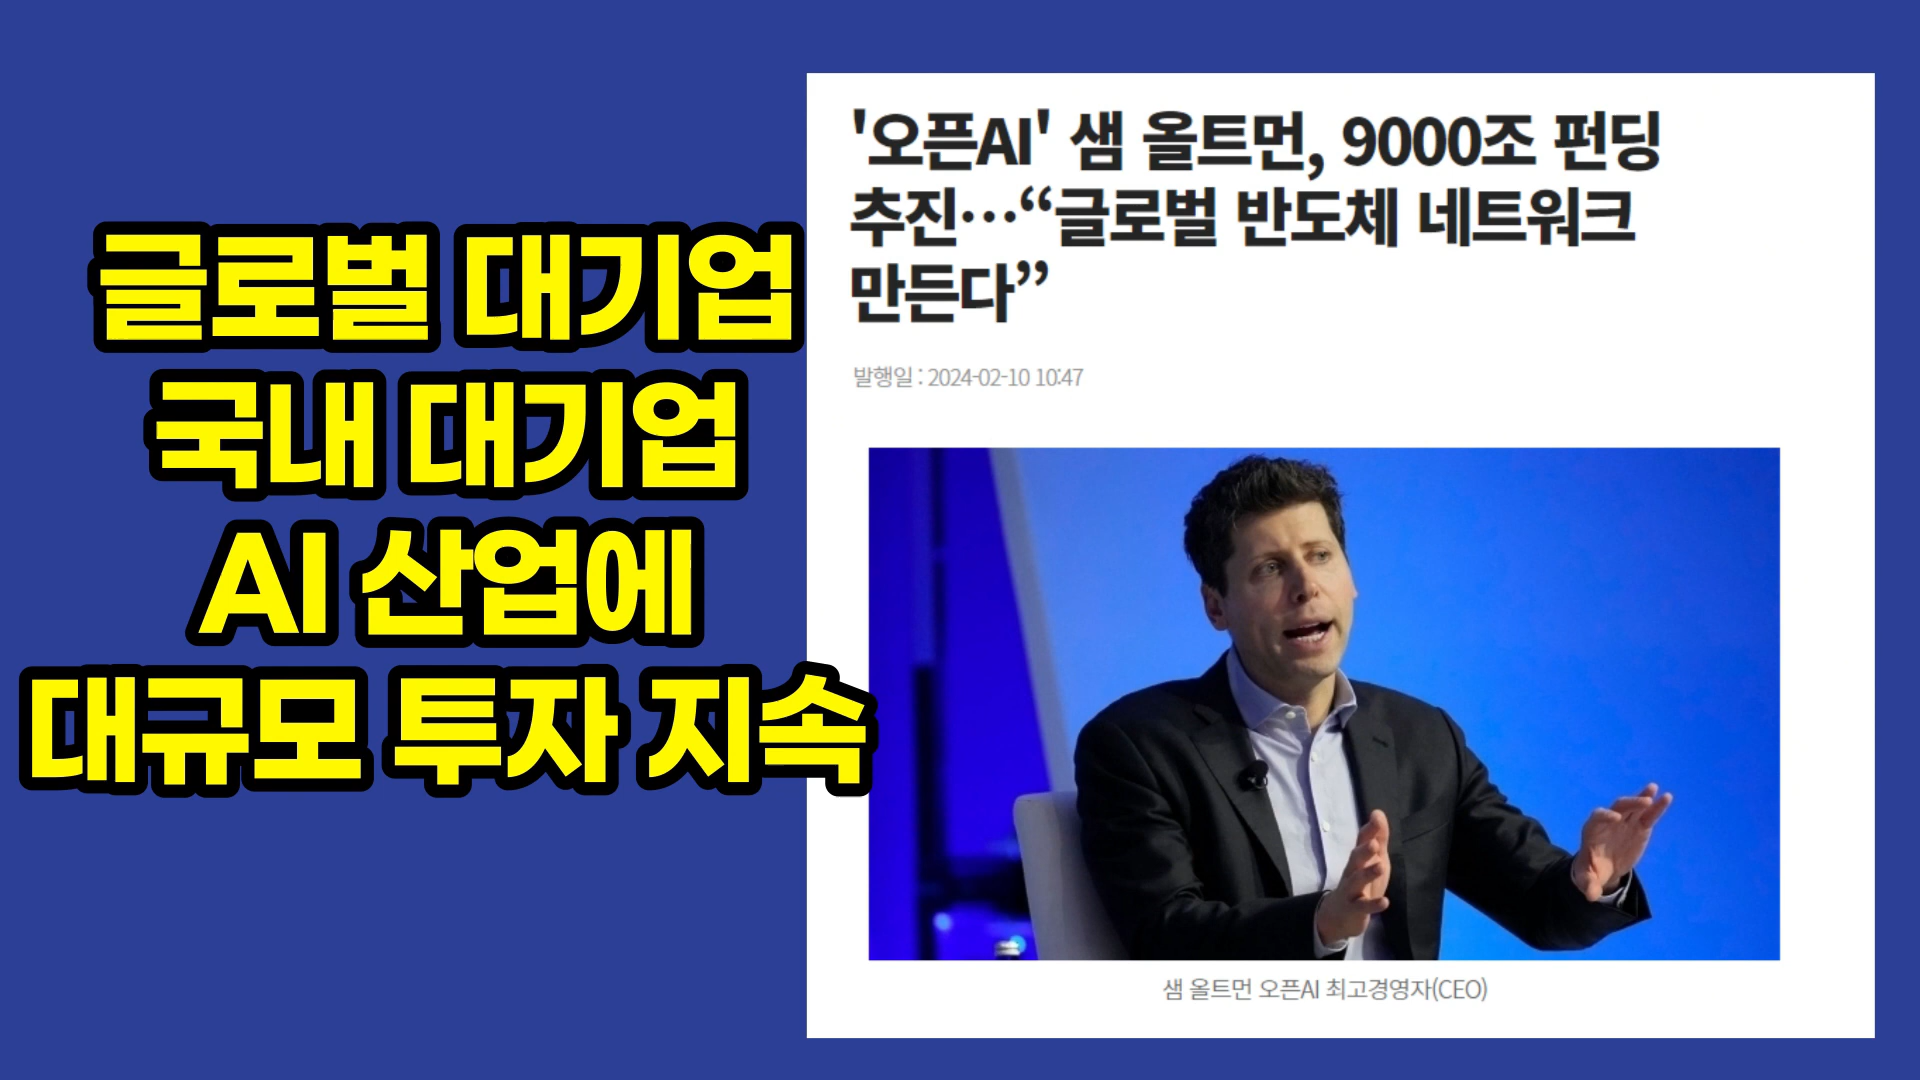 글로벌 대기업
국내 대기업
AI 산업에
대규모 투자 지속
'오픈AI' 샘 올트먼, 9000조 펀딩
추진…“글로벌 반도체 네트워크
만든다”
발행일 : 2024-02-10 10:47
샘 올트먼 오픈AI 최고경영자(CEO)